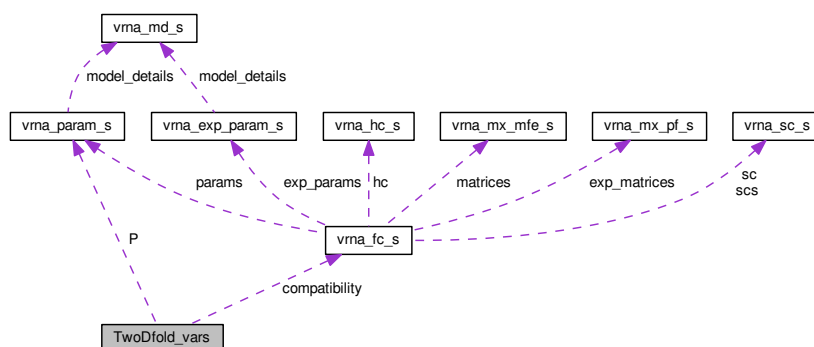 vrna_md_s
model_details
model_details
vrna_param_s
vrna_exp_param_s
vrna_hc_s
vrna_mx_mfe_s
vrna_mx_pf_s
vrna_sc_s
params
exp_params
hc
matrices
exp_matrices
sc
scs
P
vrna_fc_s
compatibility
TwoDfold_vars